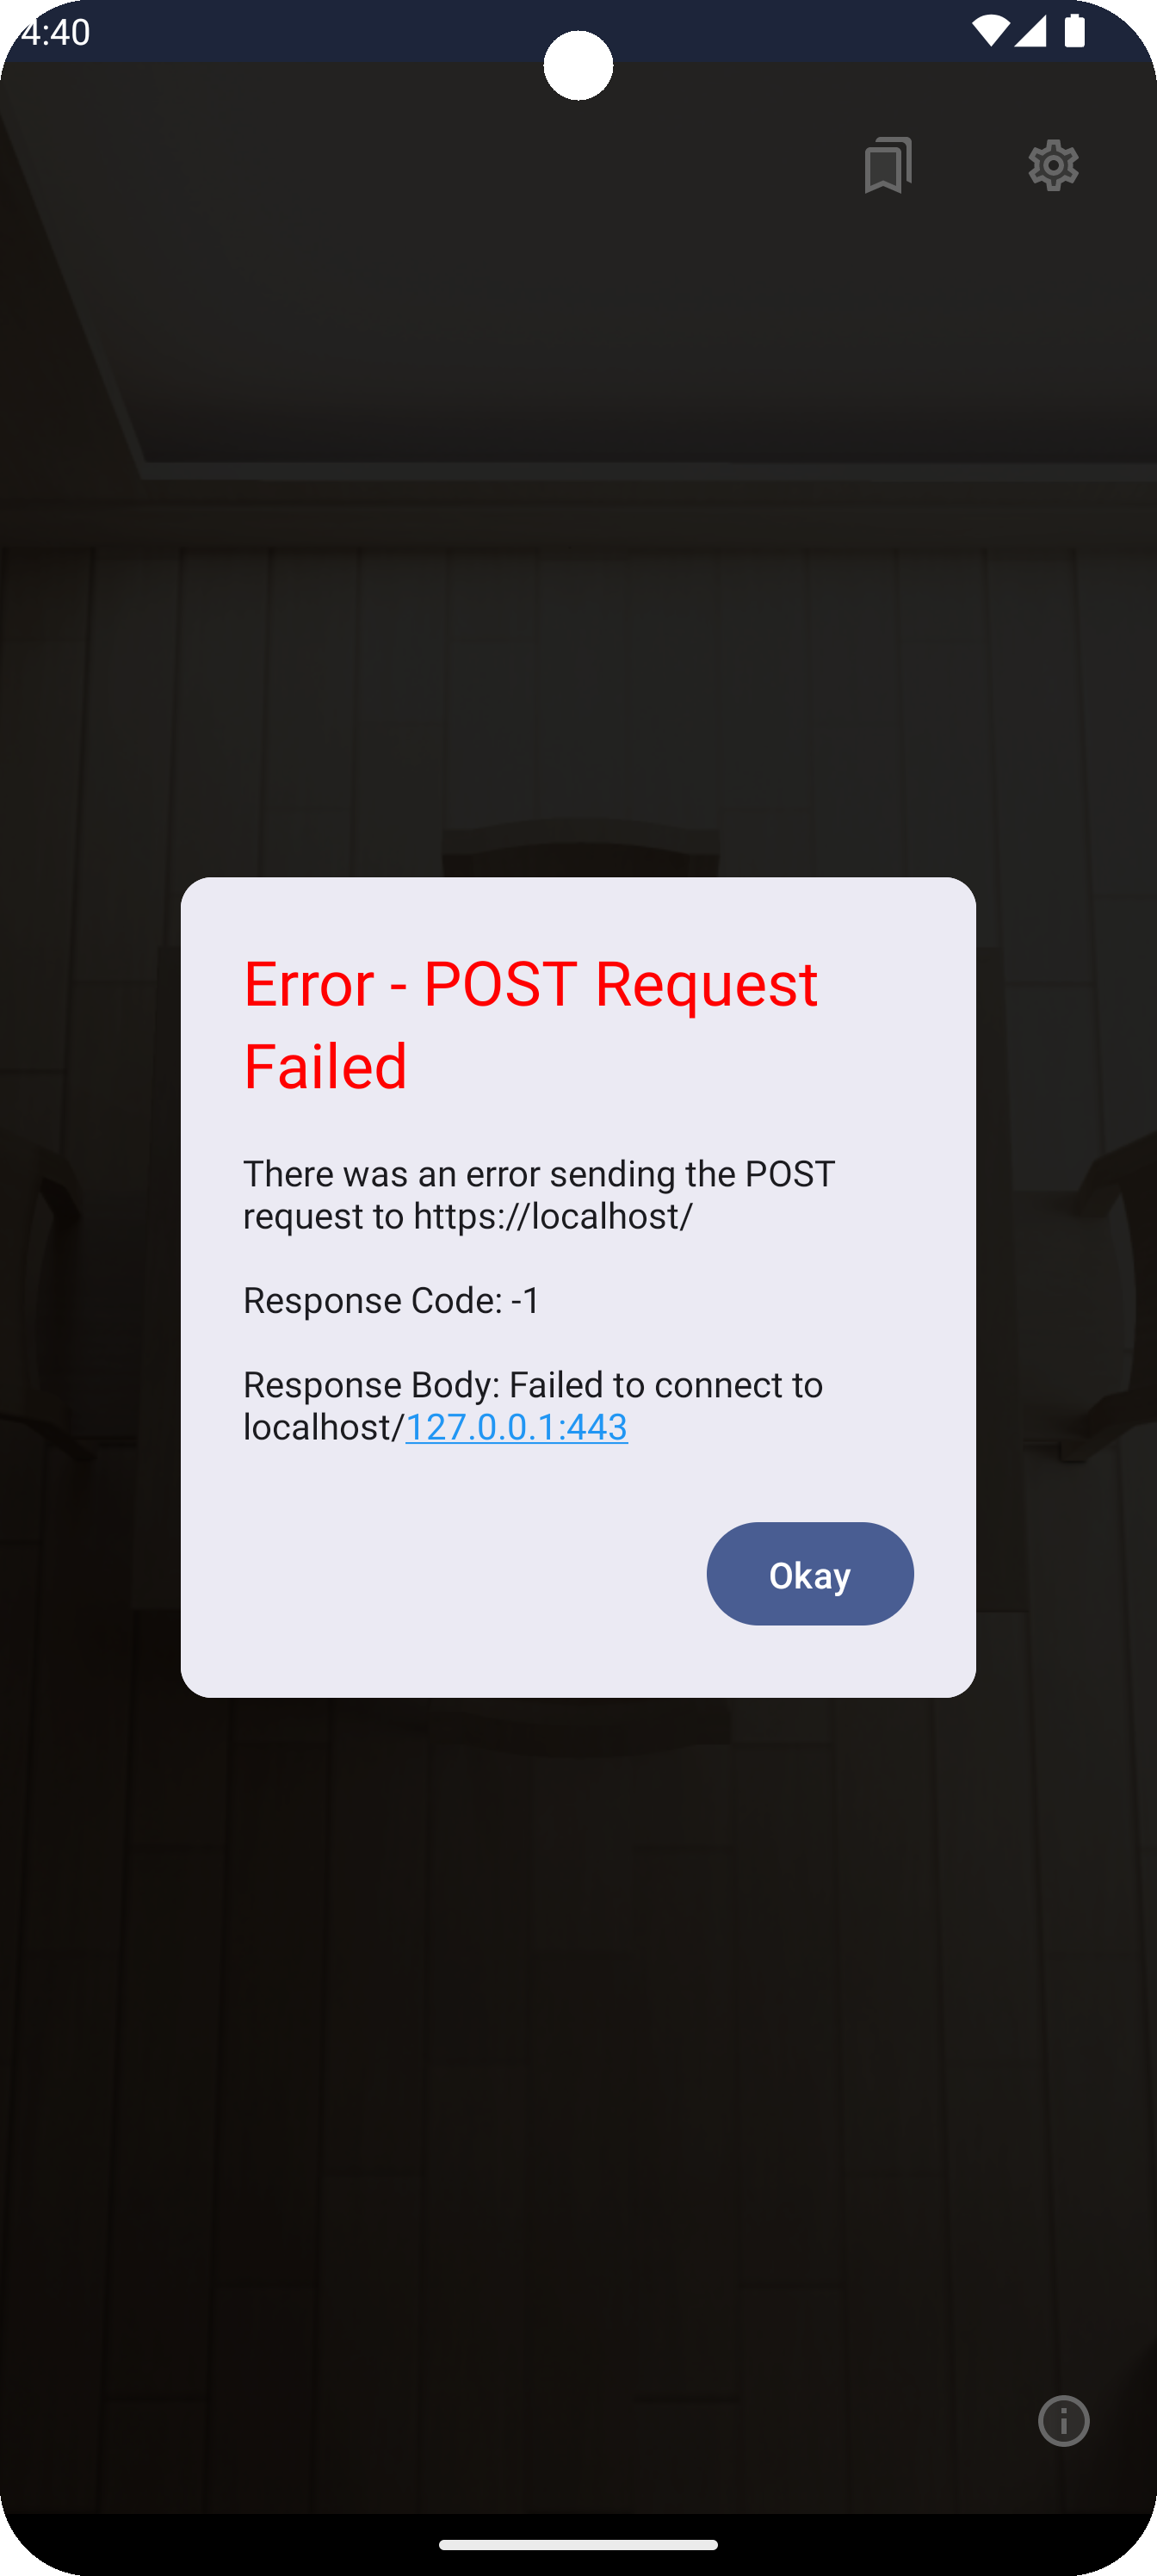 4:40
Error - POST Request
Failed
There was an error sending the POST
request to https://localhost/
Response Code: -1
Response Body: Failed to connect to
localhost/127.0.0.1:443
Okay